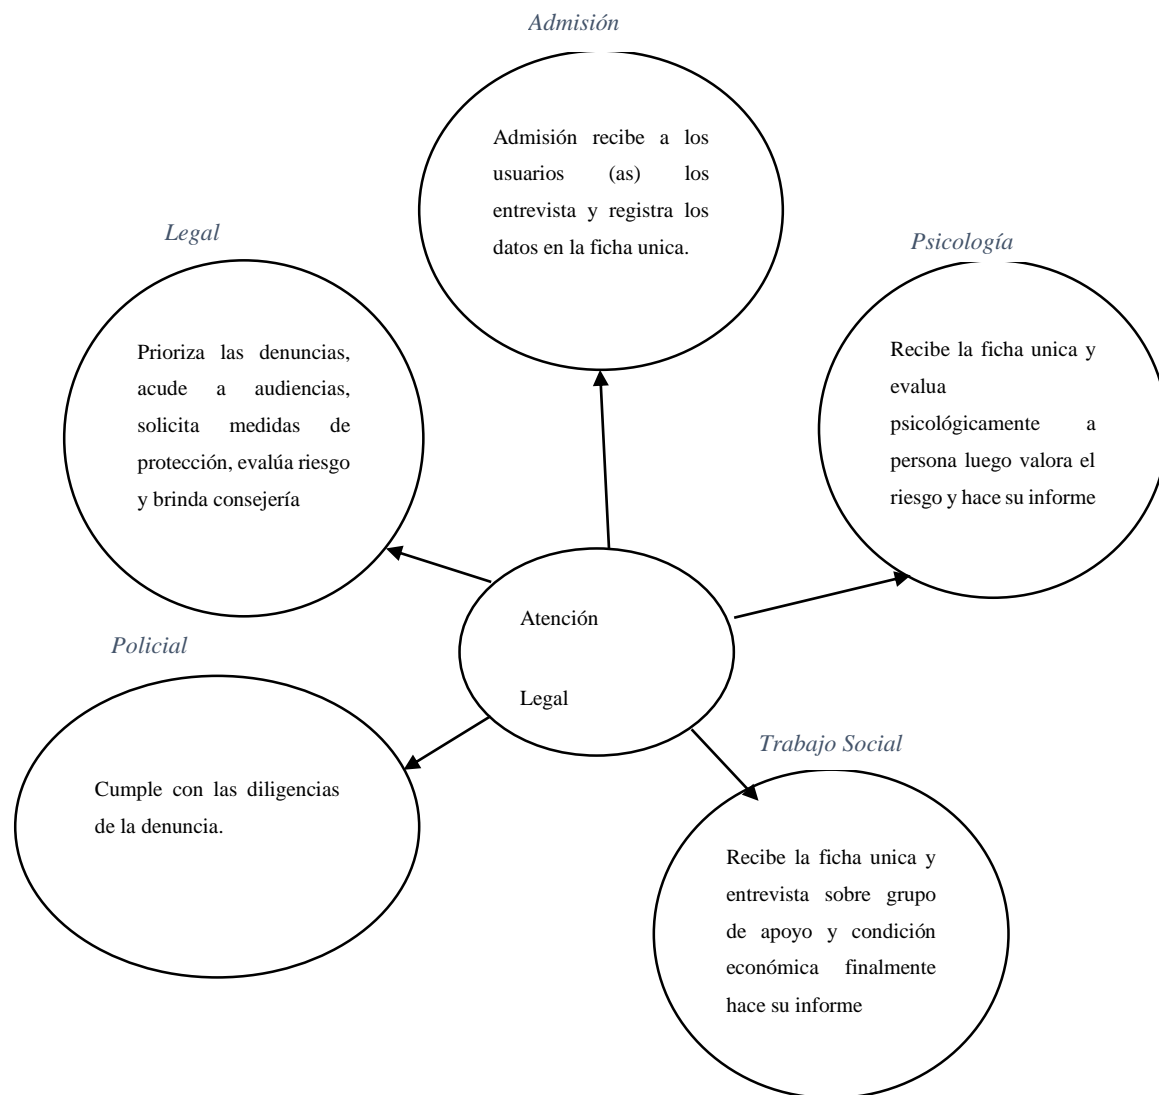 Admisión
Admisión recibe a los
usuarios (as) los
entrevista y registra los
datos en la ficha unica.
Legal
Prioriza las denuncias,
acude a audiencias,
solicita medidas de
protección, evalúa riesgo
y brinda consejería
Psicología
Recibe la ficha unica y
evalua
psicológicamente a
persona luego valora el
riesgo y hace su informe
Atención
Legal
Policial
Cumple con las diligencias
de la denuncia.
Trabajo Social
Recibe la ficha unica y
entrevista sobre grupo
de apoyo y condición
económica finalmente
hace su informe